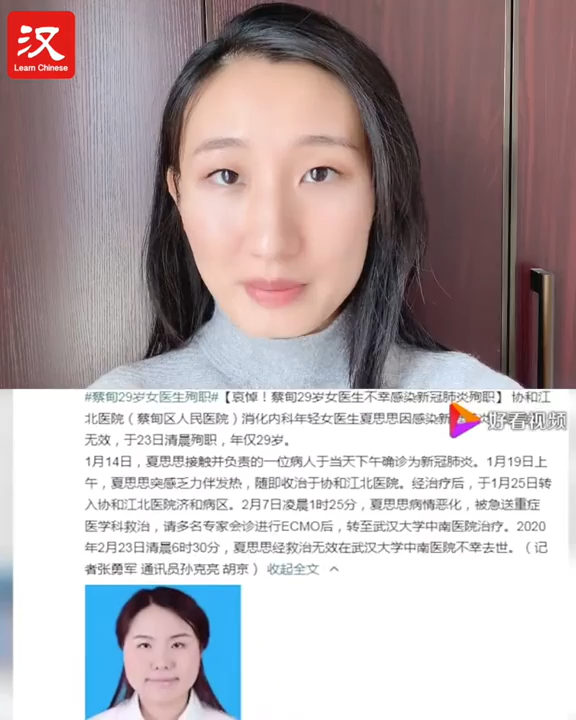 汉
Learn Chinese
#蔡甸29岁女医生殉职#【哀悼！蔡甸29岁女医生不幸感染新冠肺炎殉职】 协和江
北医院（蔡甸区人民医院）消化内科年轻女医生夏思思因感染新
好看视频
无效，于23日清晨殉职，年仅29岁。
1月14日，夏思思接触并负责的一位病人于当天下午确诊为新冠肺炎。1月19日上
午，夏思思突感乏力伴发热，随即收治于协和江北医院。经治疗后，于1月25日转
入协和江北医院济和病区。2月7日凌晨1时25分，夏思思病情恶化，被急送重症
医学科救治，请多名专家会诊进行ECMO后，转至武汉大学中南医院治疗。2020
年2月23日清晨6时30分，夏思思经救治无效在武汉大学中南医院不幸去世。（记
者张勇军 通讯员孙克亮 胡京） 收起全文